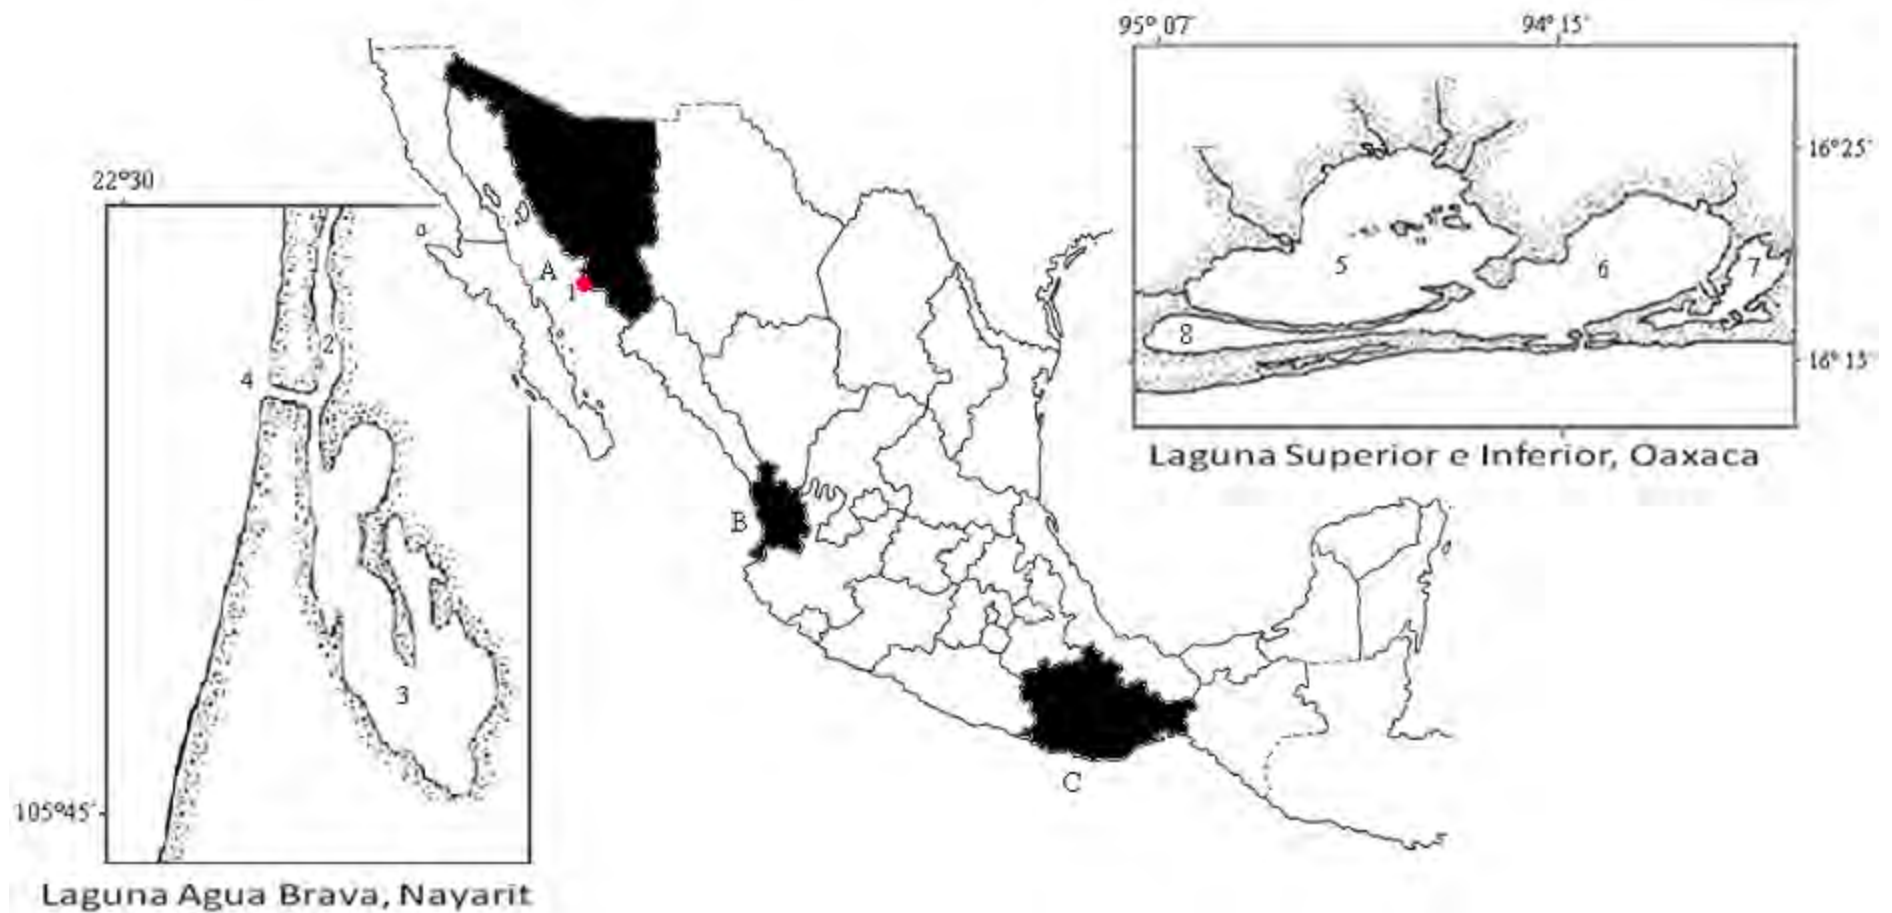 95° 07'
94° 15'
22°30
16°25'
A
1
5
6
7
2
8
4
16°13'
Laguna Superior e Inferior, Oaxaca
B
3
C
105°45'
Laguna Agua Brava, Nayarit